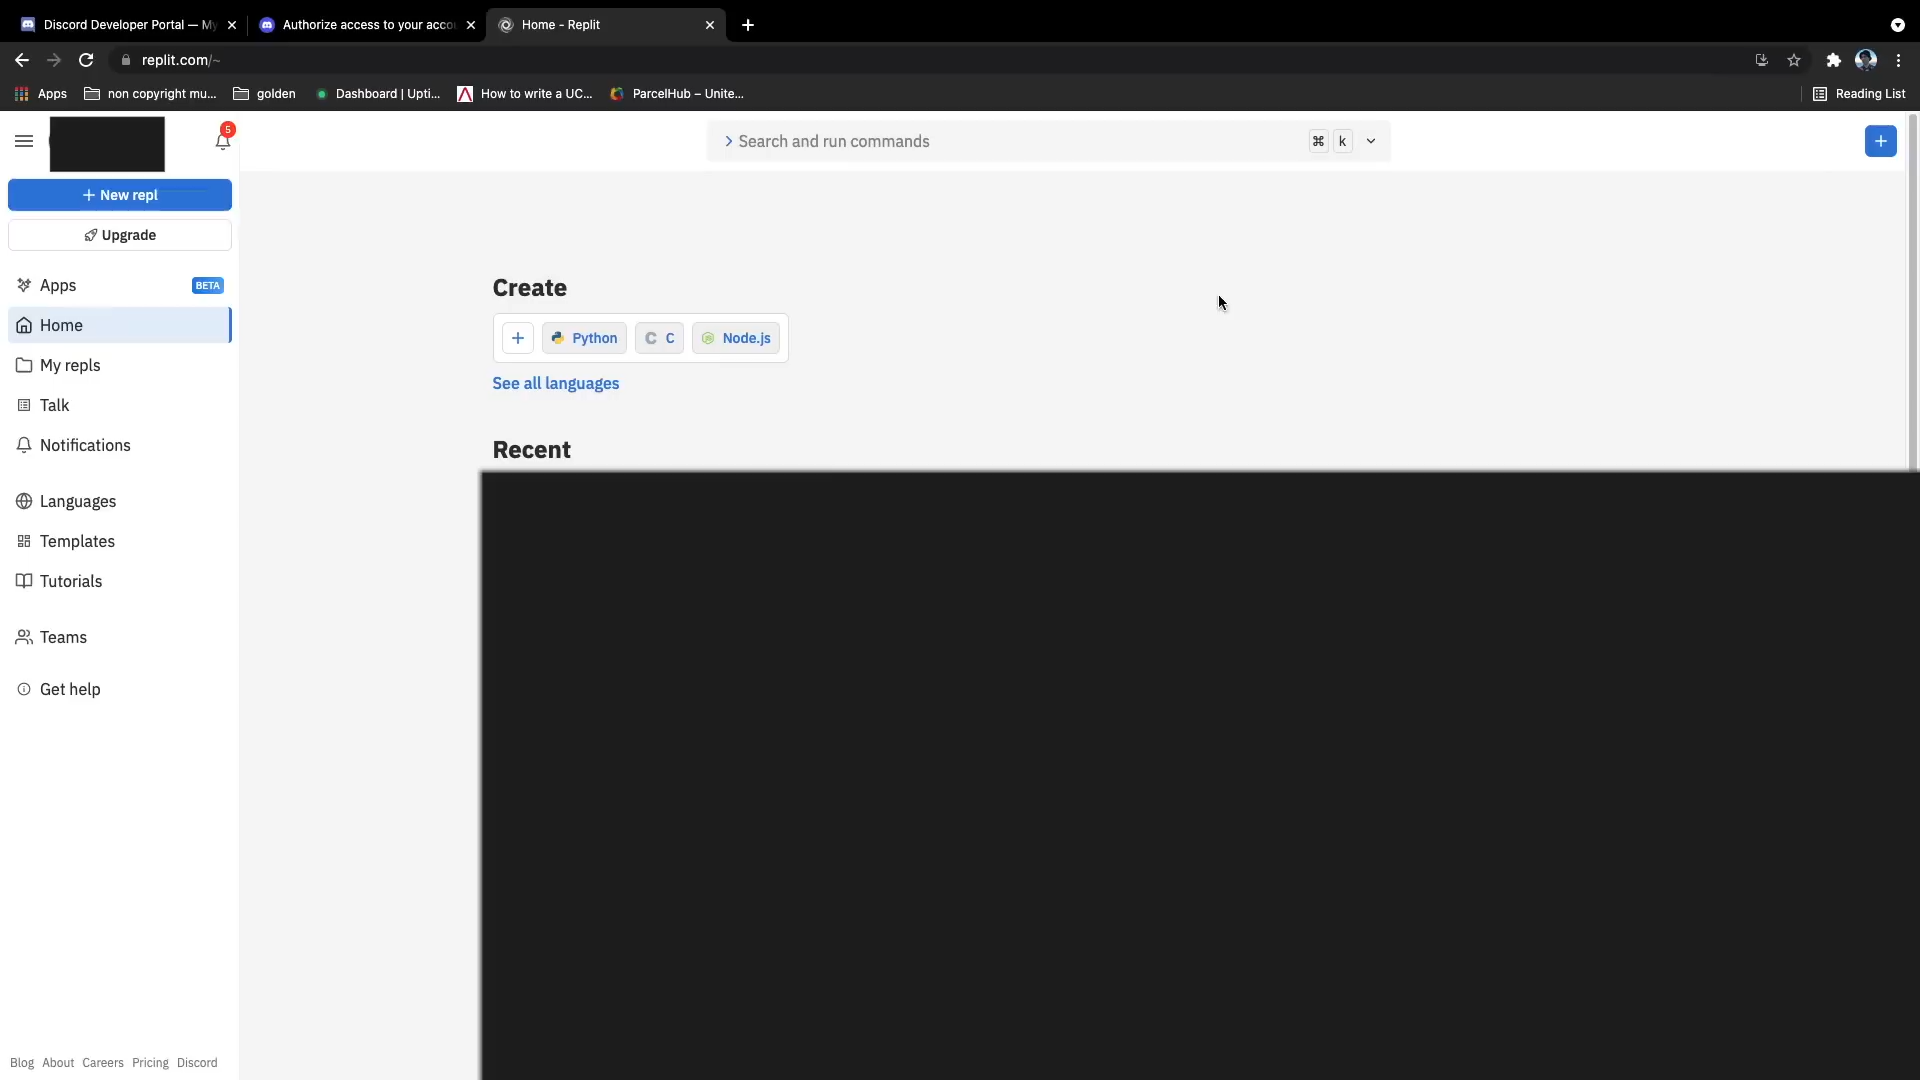 Discord Developer Portal — My
Authorize access to your acco
Home - Replit
replit.com/~
Apps
non copyright mu...
golden
Dashboard | Upti...
How to write a UC...
ParcelHub – Unite...
Reading List
5
> Search and run commands
⌘ k
+
+ New repl
Upgrade
Apps
BETA
Home
My repls
Talk
Notifications
Languages
Templates
Tutorials
Teams
Get help
Create
+ Python C C Node.js
See all languages
Recent
Blog About Careers Pricing Discord